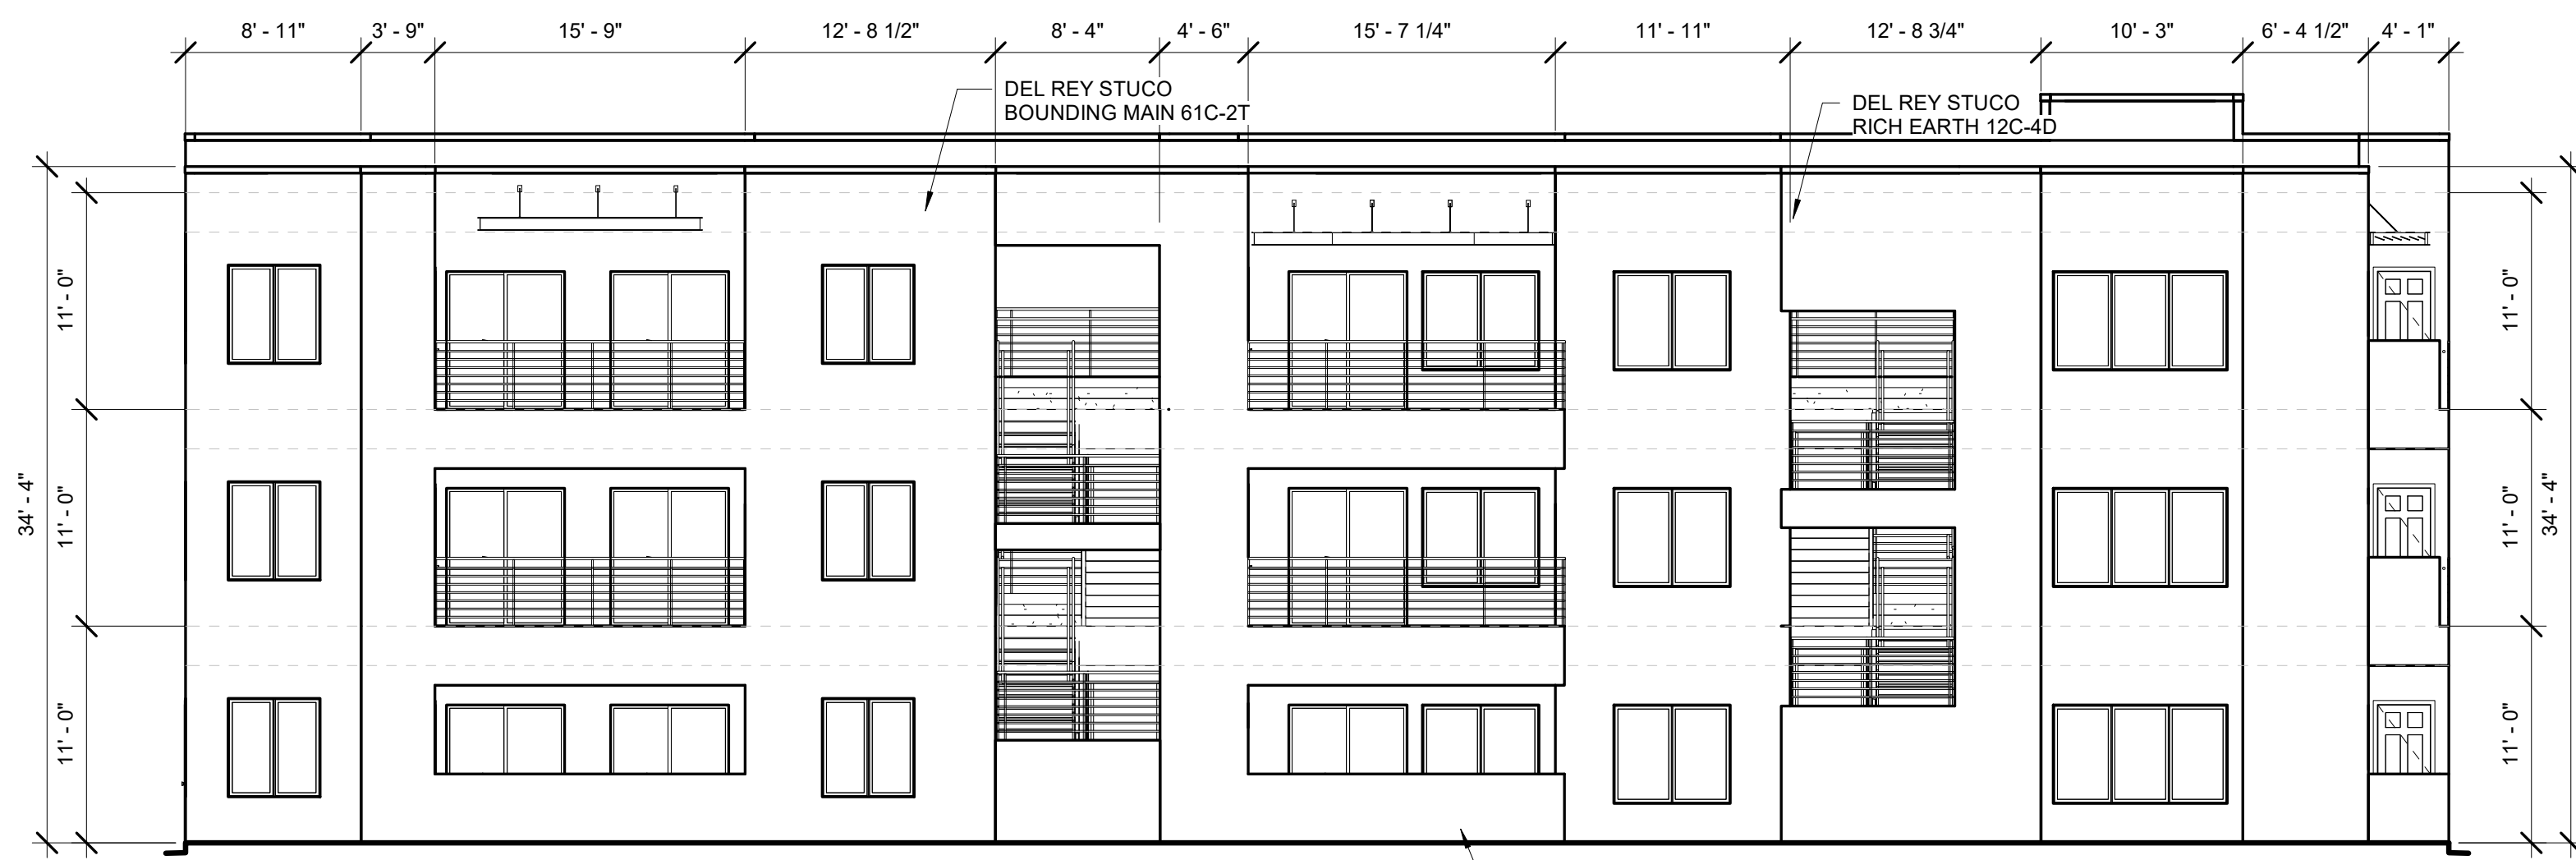 8' - 11" 3' - 9" 15' - 9" 12' - 8 1/2" 8' - 4" 4' - 6" 15' - 7 1/4" 11' - 11" 12' - 8 3/4" 10' - 3" 6' - 4 1/2" 4' - 1"
DEL REY STUCO
BOUNDING MAIN 61C-2T
DEL REY STUCO
RICH EARTH 12C-4D
34' - 4"
11' - 0"
11' - 0"
11' - 0"
11' - 0"
11' - 0"
11' - 0"
34' - 4"